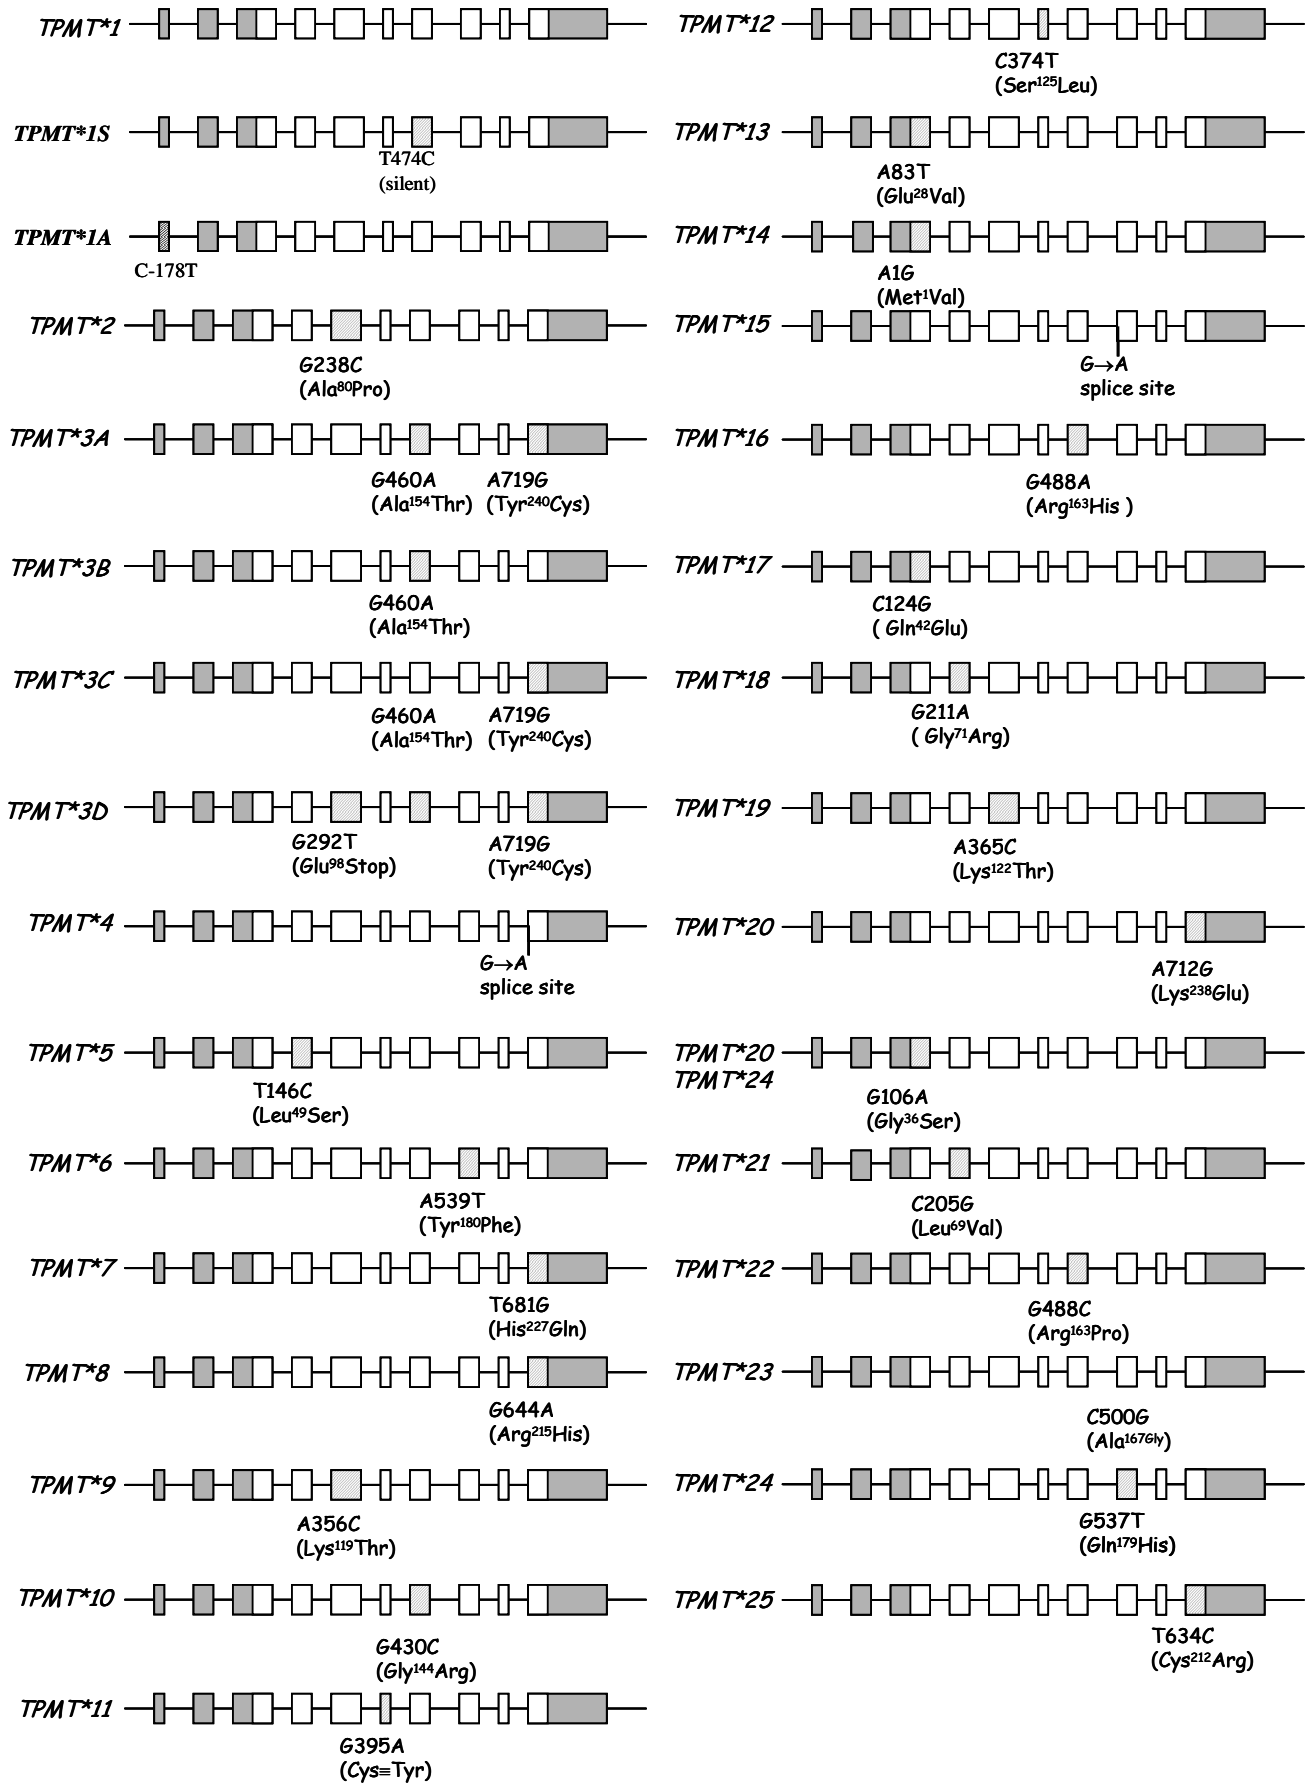 TPMT*1
TPMT*1S
T474C
(silent)
TPMT*1A
C-178T
TPMT*2
G238C
(Ala⁸⁰Pro)
TPMT*3A
G460A A719G
(Ala¹⁵⁴Thr) (Tyr²⁴⁰Cys)
TPMT*3B
G460A
(Ala¹⁵⁴Thr)
TPMT*3C
G460A A719G
(Ala¹⁵⁴Thr) (Tyr²⁴⁰Cys)
TPMT*3D
G292T A719G
(Glu⁹⁸Stop) (Tyr²⁴⁰Cys)
TPMT*4
G→A
splice site
TPMT*5
T146C
(Leu⁴⁹Ser)
TPMT*6
A539T
(Tyr¹⁸⁰Phe)
TPMT*7
T681G
(His²²⁷Gln)
TPMT*8
G644A
(Arg²¹⁵His)
TPMT*9
A356C
(Lys¹¹⁹Thr)
TPMT*10
G430C
(Gly¹⁴⁴Arg)
TPMT*11
G395A
(Cys≡Tyr)
TPMT*12
C374T
(Ser¹²⁵Leu)
TPMT*13
A83T
(Glu²⁸Val)
TPMT*14
A1G
(Met¹Val)
TPMT*15
G→A
splice site
TPMT*16
G488A
(Arg¹⁶³His )
TPMT*17
C124G
( Gln⁴²Glu)
TPMT*18
G211A
( Gly⁷¹Arg)
TPMT*19
A365C
(Lys¹²²Thr)
TPMT*20
A712G
(Lys²³⁸Glu)
TPMT*20
TPMT*24
G106A
(Gly³⁶Ser)
TPMT*21
C205G
(Leu⁶⁹Val)
TPMT*22
G488C
(Arg¹⁶³Pro)
TPMT*23
C500G
(Ala¹⁶⁷ᴳˡʸ)
TPMT*24
G537T
(Gln¹⁷⁹His)
TPMT*25
T634C
(Cys²¹²Arg)